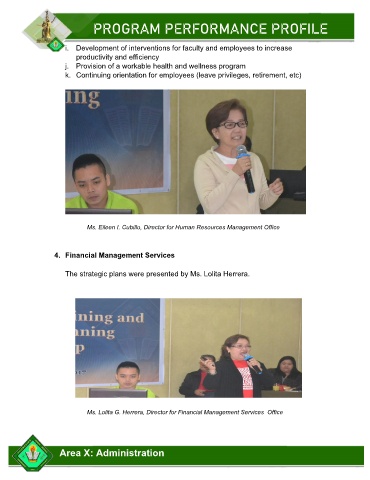 PROGRAM PERFORMANCE PROFILE
i. Development of interventions for faculty and employees to increase
productivity and efficiency
j. Provision of a workable health and wellness program
k. Continuing orientation for employees (leave privileges, retirement, etc)
ing
Ms. Eileen I. Cubillo, Director for Human Resources Management Office
4. Financial Management Services
The strategic plans were presented by Ms. Lolita Herrera.
ning and
nning
p
Ms. Lolita G. Herrera, Director for Financial Management Services Office
Area X: Administration